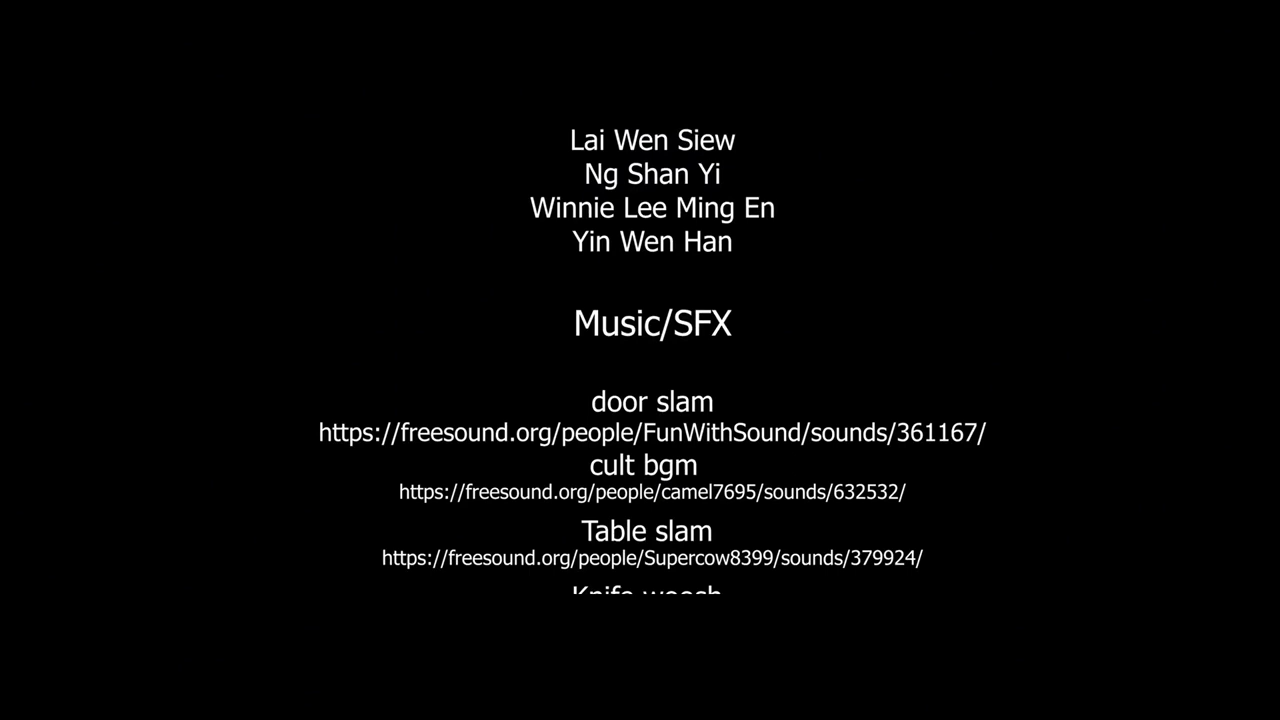 Lai Wen Siew
Ng Shan Yi
Winnie Lee Ming En
Yin Wen Han
Music/SFX
door slam
https://freesound.org/people/FunWithSound/sounds/361167/
cult bgm
https://freesound.org/people/camel7695/sounds/632532/
Table slam
https://freesound.org/people/Supercow8399/sounds/379924/
Knife woosh